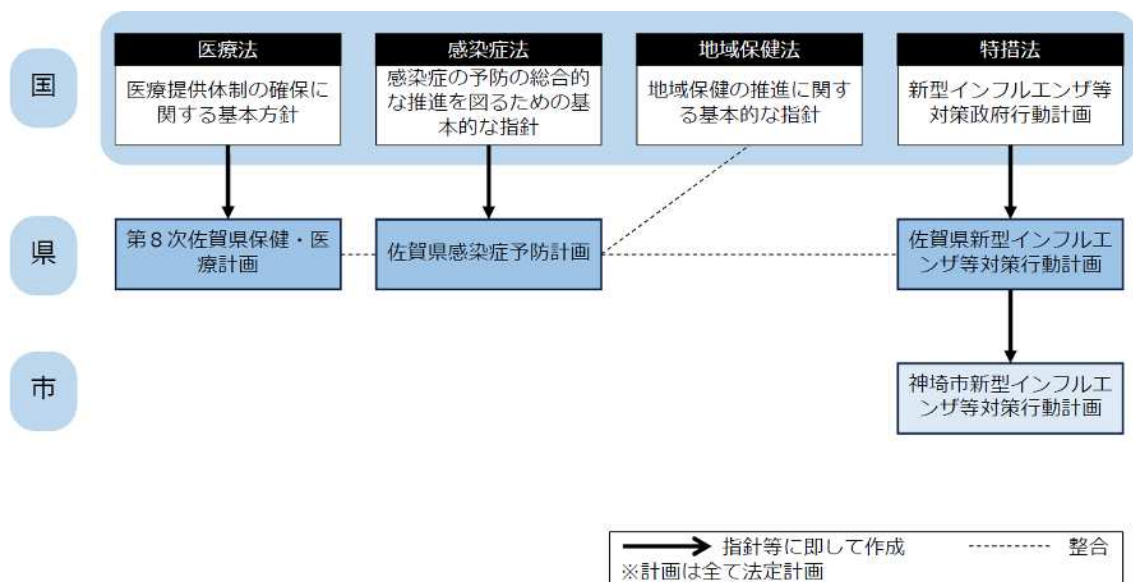 国
医療法
医療提供体制の確保に
関する基本方針
感染症法
感染症の予防の総合的
な推進を図るための基
本的な指針
地域保健法
地域保健の推進に関す
る基本的な指針
特措法
新型インフルエンザ等
対策政府行動計画
県
第8次佐賀県保健・医
療計画
佐賀県感染症予防計画
佐賀県新型インフルエ
ンザ等対策行動計画
市
神埼市新型インフルエ
ンザ等対策行動計画
指針等に即して作成
整合
※計画は全て法定計画